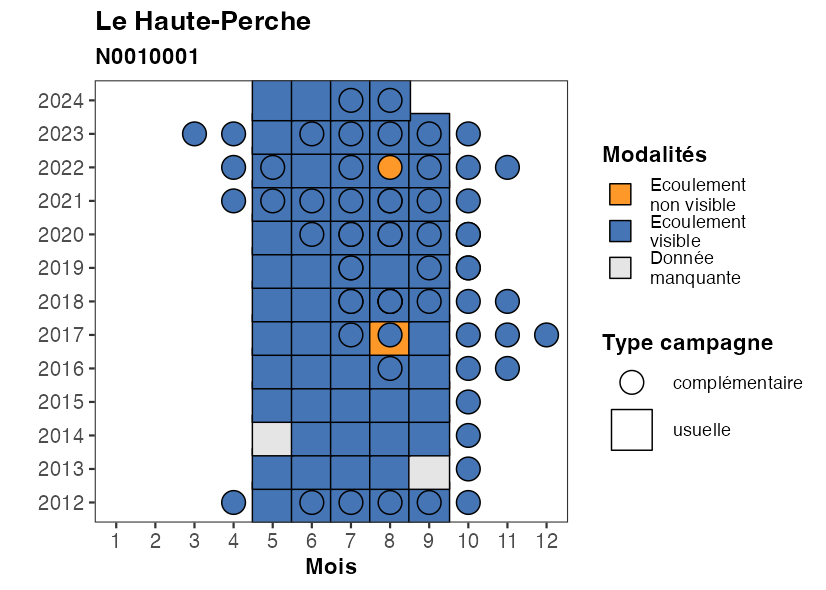 Le Haute-Perche
N0010001
2024
2023
2022
2021
2020
2019
2018
2017
2016
2015
2014
2013
2012
1 2 3 4 5 6 7 8 9 10 11 12
Mois
Modalités
Ecoulement
non visible
Ecoulement
visible
Donnée
manquante
Type campagne
complémentaire
usuelle